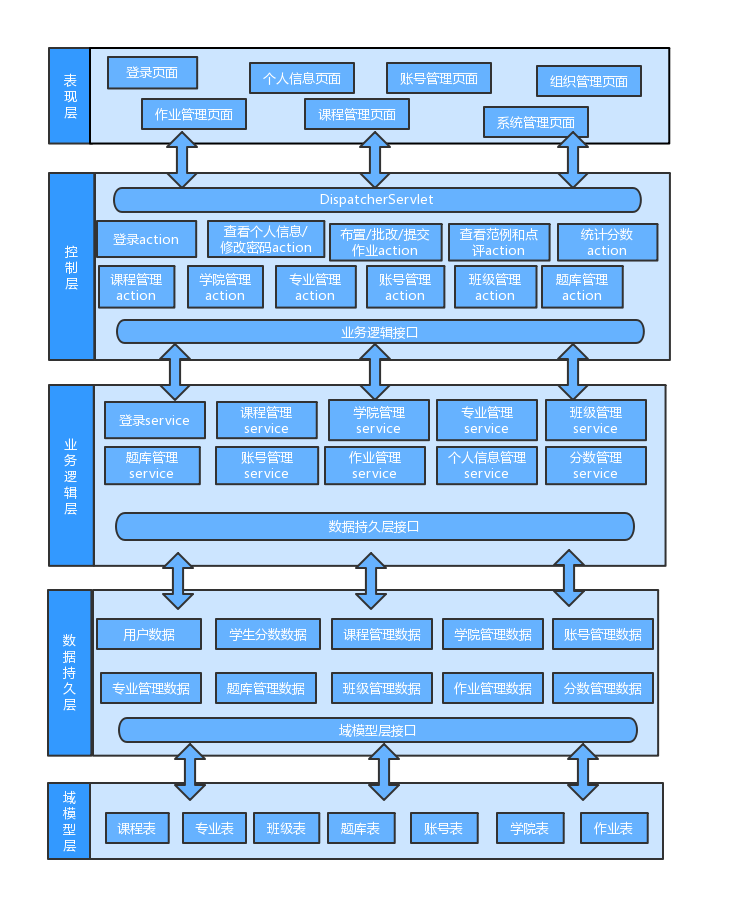 表现层
登录页面
个人信息页面
账号管理页面
组织管理页面
作业管理页面
课程管理页面
系统管理页面
控制层
DispatcherServlet
登录action
查看个人信息/
修改密码action
布置/批改/提交
作业action
查看范例和点
评action
统计分数
action
课程管理
action
学院管理
action
专业管理
action
账号管理
action
班级管理
action
题库管理
action
业务逻辑接口
业务逻辑层
登录service
课程管理
service
学院管理
service
专业管理
service
班级管理
service
题库管理
service
账号管理
service
作业管理
service
个人信息管理
service
分数管理
service
数据持久层接口
数据持久层
用户数据
学生分数数据
课程管理数据
学院管理数据
账号管理数据
专业管理数据
题库管理数据
班级管理数据
作业管理数据
分数管理数据
域模型层接口
域模型层
课程表
专业表
班级表
题库表
账号表
学院表
作业表